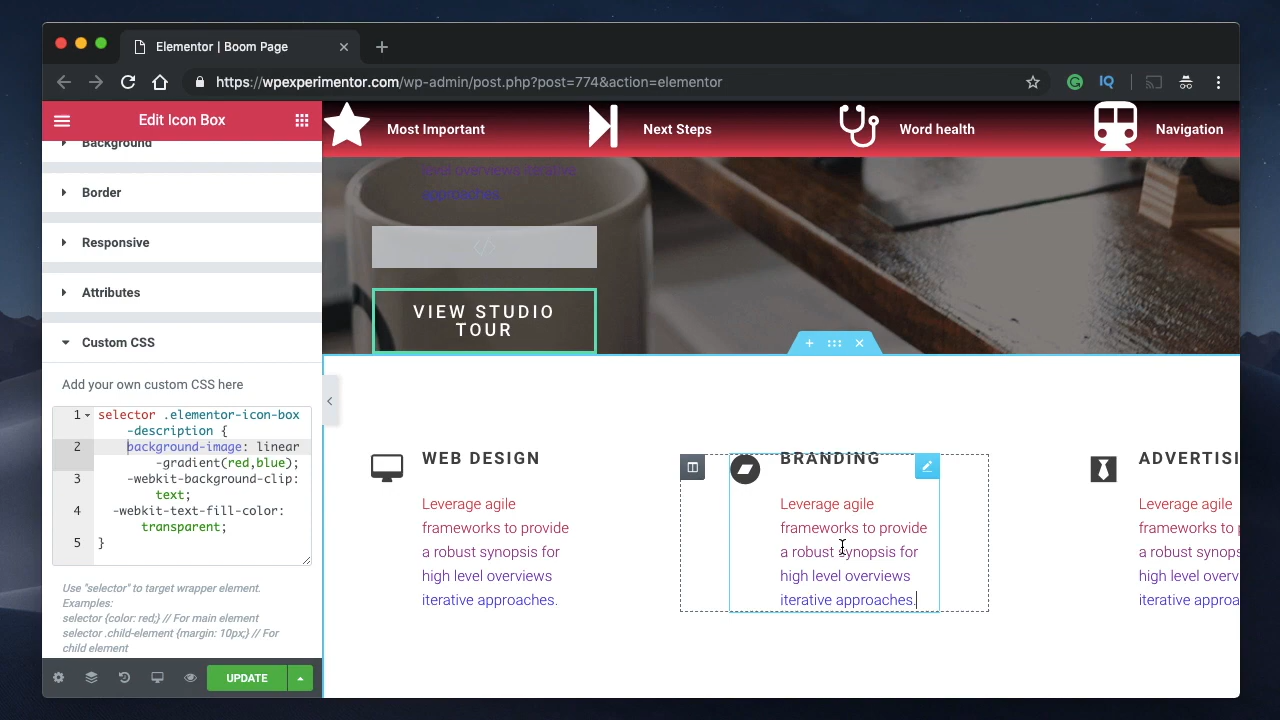 Elementor | Boom Page
https://wpexperimentor.com/wp-admin/post.php?post=774&action=elementor
IQ
Edit Icon Box
Background
Border
Responsive
Attributes
Custom CSS
Add your own custom CSS here
1 selector .elementor-icon-box
-description {
2 background-image: linear
-gradient(red,blue);
3 -webkit-background-clip:
text;
4 -webkit-text-fill-color:
transparent;
5 }
Use "selector" to target wrapper element.
Examples:
selector {color: red;} // For main element
selector .child-element {margin: 10px;} // For
child element
UPDATE
Most Important
Next Steps
Word health
Navigation
agile overviews iterative
approaches.
</>
VIEW STUDIO
TOUR
WEB DESIGN
Leverage agile
frameworks to provide
a robust synopsis for
high level overviews
iterative approaches.
BRANDING
Leverage agile
frameworks to provide
a robust synopsis for
high level overviews
iterative approaches.
ADVERTISI
Leverage agile
frameworks to p
a robust synops
high level overv
iterative approa